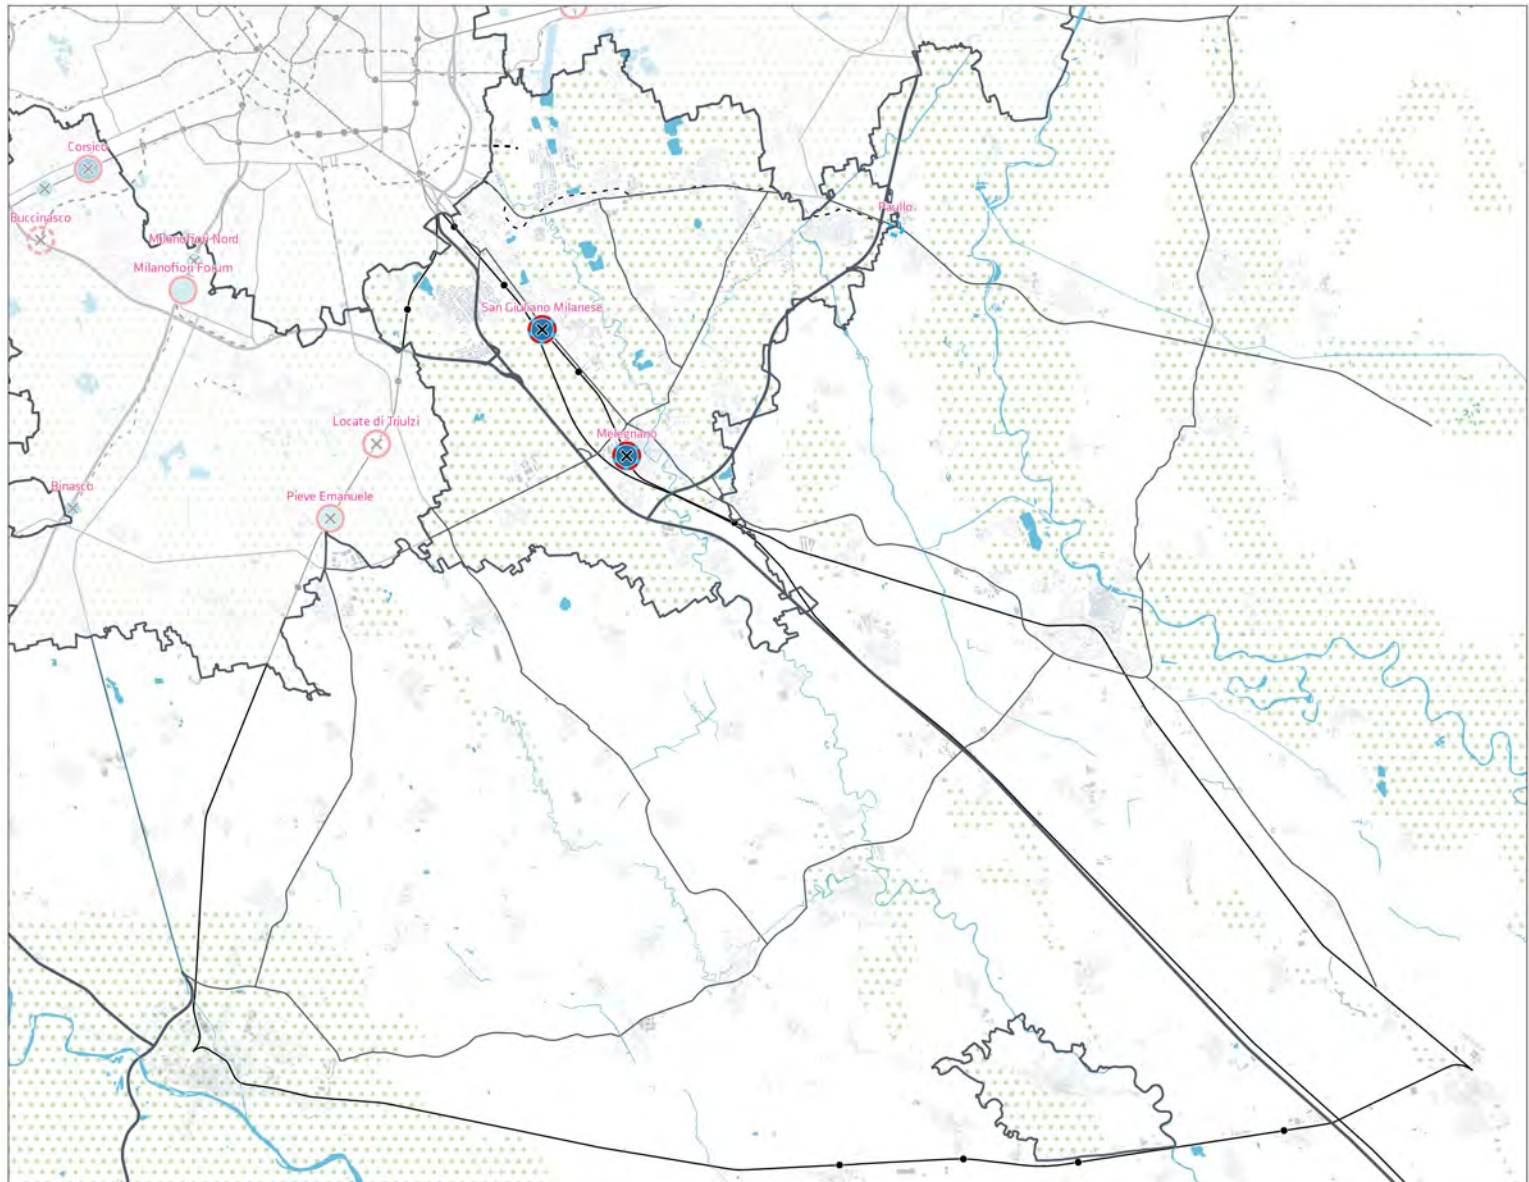 Corsico
Paullo
Buccinasco
Milanofiori Nord
Milanofiori Forum
San Giuliano Milanese
Locate di Triulzi
Melegnano
Binasco
Pieve Emanuele